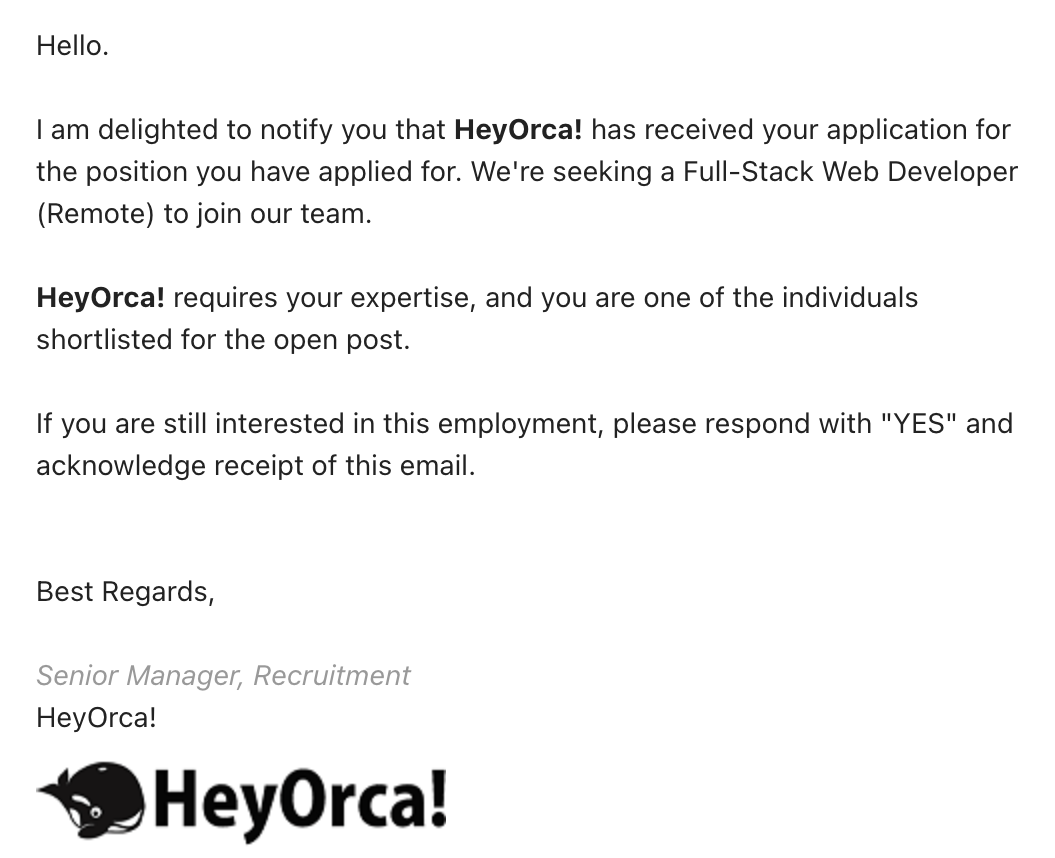 Hello.
I am delighted to notify you that HeyOrca! has received your application for
the position you have applied for. We're seeking a Full-Stack Web Developer
(Remote) to join our team.
HeyOrca! requires your expertise, and you are one of the individuals
shortlisted for the open post.
If you are still interested in this employment, please respond with "YES" and
acknowledge receipt of this email.
Best Regards,
Senior Manager, Recruitment
HeyOrca!
HeyOrca!